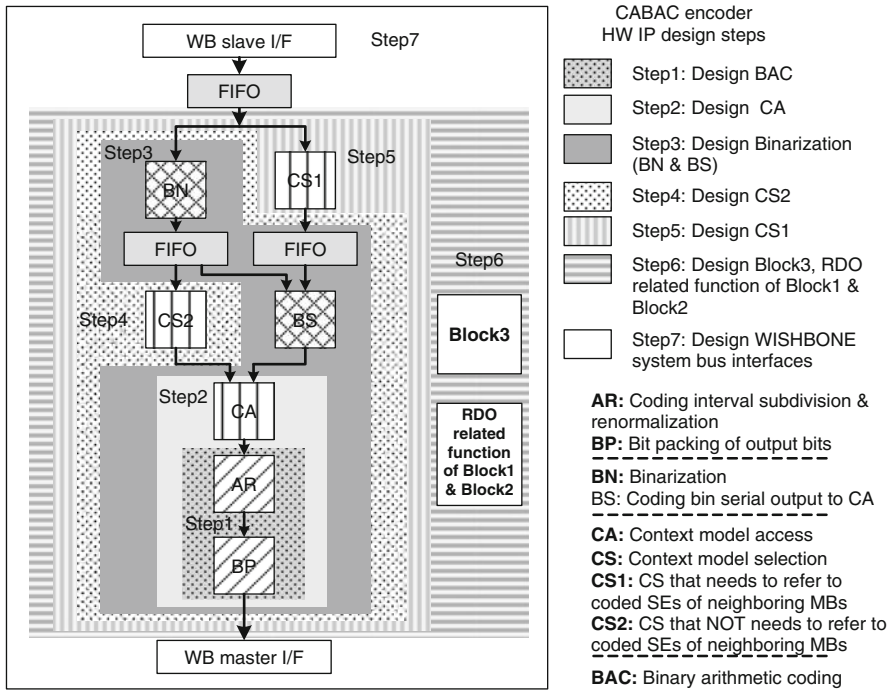 WB slave I/F
Step7
FIFO
Step3
Step5
BN
CS1
FIFO
FIFO
Step6
Step4
CS2
BS
Block3
Step2
CA
RDO
related
function
of Block1
& Block2
AR
Step1
BP
WB master I/F
CABAC encoder
HW IP design steps
Step1: Design BAC
Step2: Design CA
Step3: Design Binarization
(BN & BS)
Step4: Design CS2
Step5: Design CS1
Step6: Design Block3, RDO
related function of Block1 &
Block2
Step7: Design WISHBONE
system bus interfaces
AR: Coding interval subdivision &
renormalization
BP: Bit packing of output bits
BN: Binarization
BS: Coding bin serial output to CA
CA: Context model access
CS: Context model selection
CS1: CS that needs to refer to
coded SEs of neighboring MBs
CS2: CS that NOT needs to refer to
coded SEs of neighboring MBs
BAC: Binary arithmetic coding